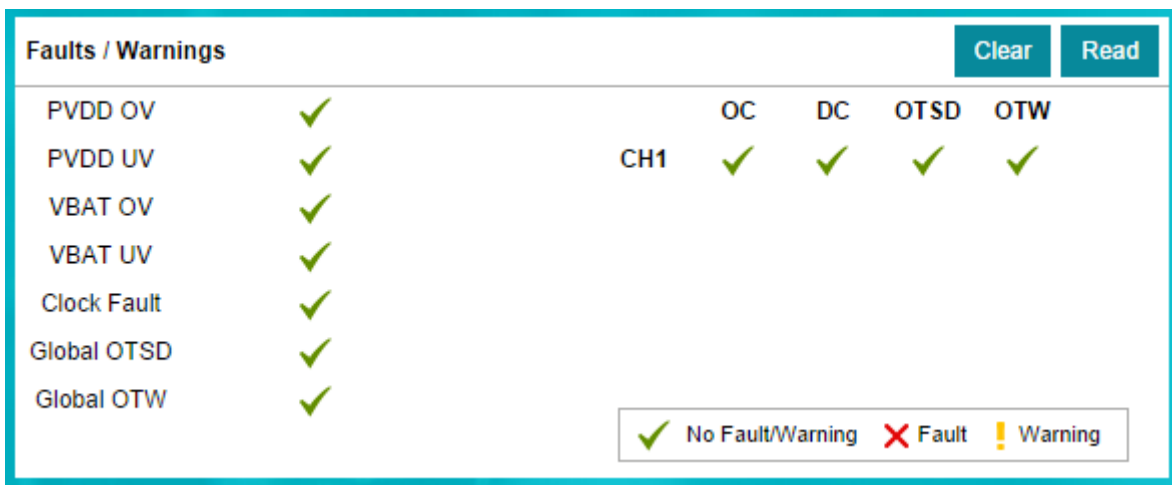 Faults / Warnings Clear Read
PVDD OV
PVDD UV
VBAT OV
VBAT UV
Clock Fault
Global OTSD
Global OTW
OC DC OTSD OTW
CH1
No Fault/Warning Fault Warning